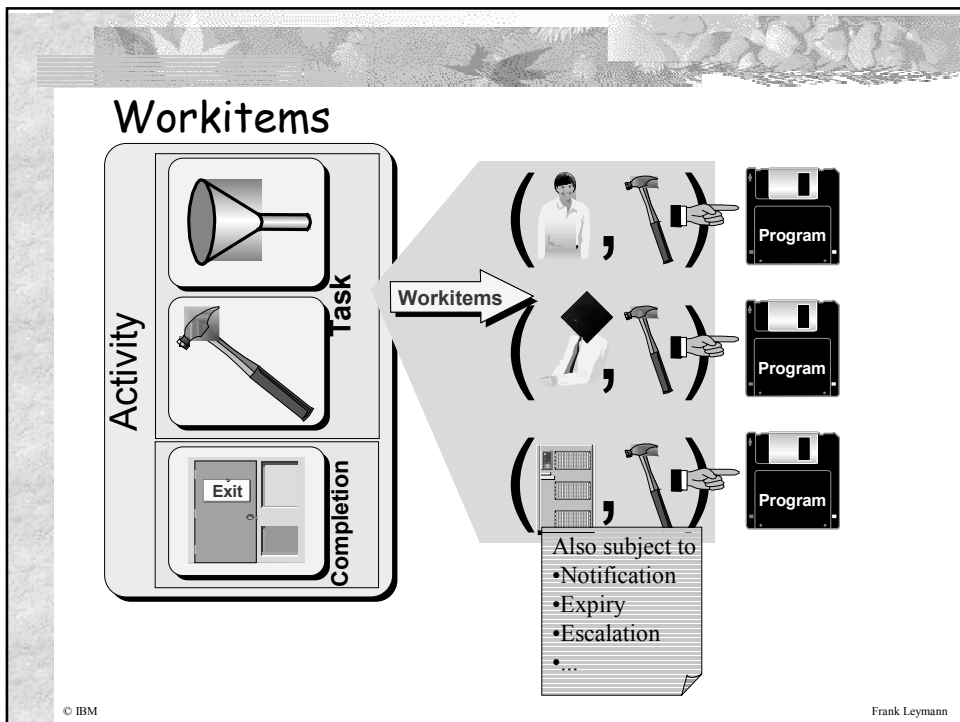 Workitems
Activity
Task
Completion
Exit
Workitems
( , )
Program
( , )
Program
( , )
Program
Also subject to
•Notification
•Expiry
•Escalation
•...
© IBM
Frank Leymann